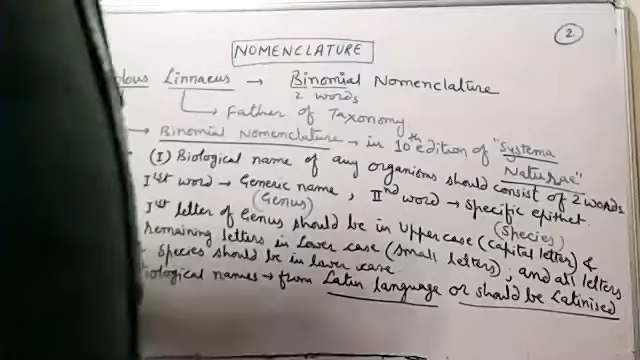 2
NOMENCLATURE
olous Linnaeus → Binomial Nomenclature
2 words
Father of Taxonomy
→ Binomial Nomenclature → in 10th edition of "Systema Naturae"
(I) Biological name of any organisms should consist of 2 words
Ist word → Generic name, IInd word → Specific epithet.
(Genus) (Species)
Ist letter of Genus should be in Uppercase (capital letter) &
remaining letters in lower case (small letters), and all letters
species should be in lower case.
iological names → from Latin language or should be Latinised